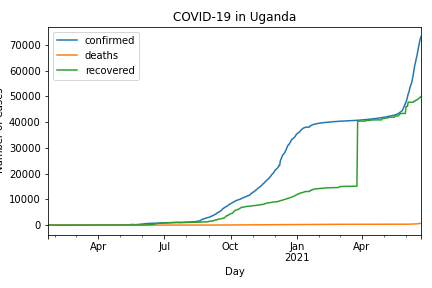 COVID-19 in Uganda
confirmed
deaths
recovered
70000
60000
50000
40000
30000
20000
10000
0
Apr
Jul
Oct
Jan
2021
Apr
Day